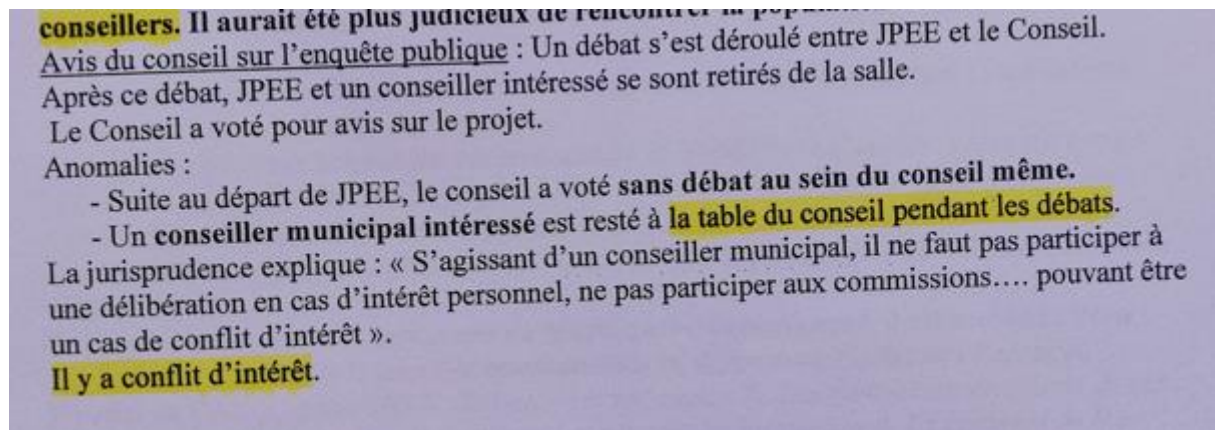 conseillers. Il aurait été plus judicieux de rencontrer la
Avis du conseil sur l'enquête publique : Un débat s'est déroulé entre JPEE et le Conseil.
Après ce débat, JPEE et un conseiller intéressé se sont retirés de la salle.
Le Conseil a voté pour avis sur le projet.
Anomalies :
- Suite au départ de JPEE, le conseil a voté sans débat au sein du conseil même.
- Un conseiller municipal intéressé est resté à la table du conseil pendant les débats.
La jurisprudence explique : « S'agissant d'un conseiller municipal, il ne faut pas participer à
une délibération en cas d'intérêt personnel, ne pas participer aux commissions…. pouvant être
un cas de conflit d'intérêt ».
Il y a conflit d'intérêt.